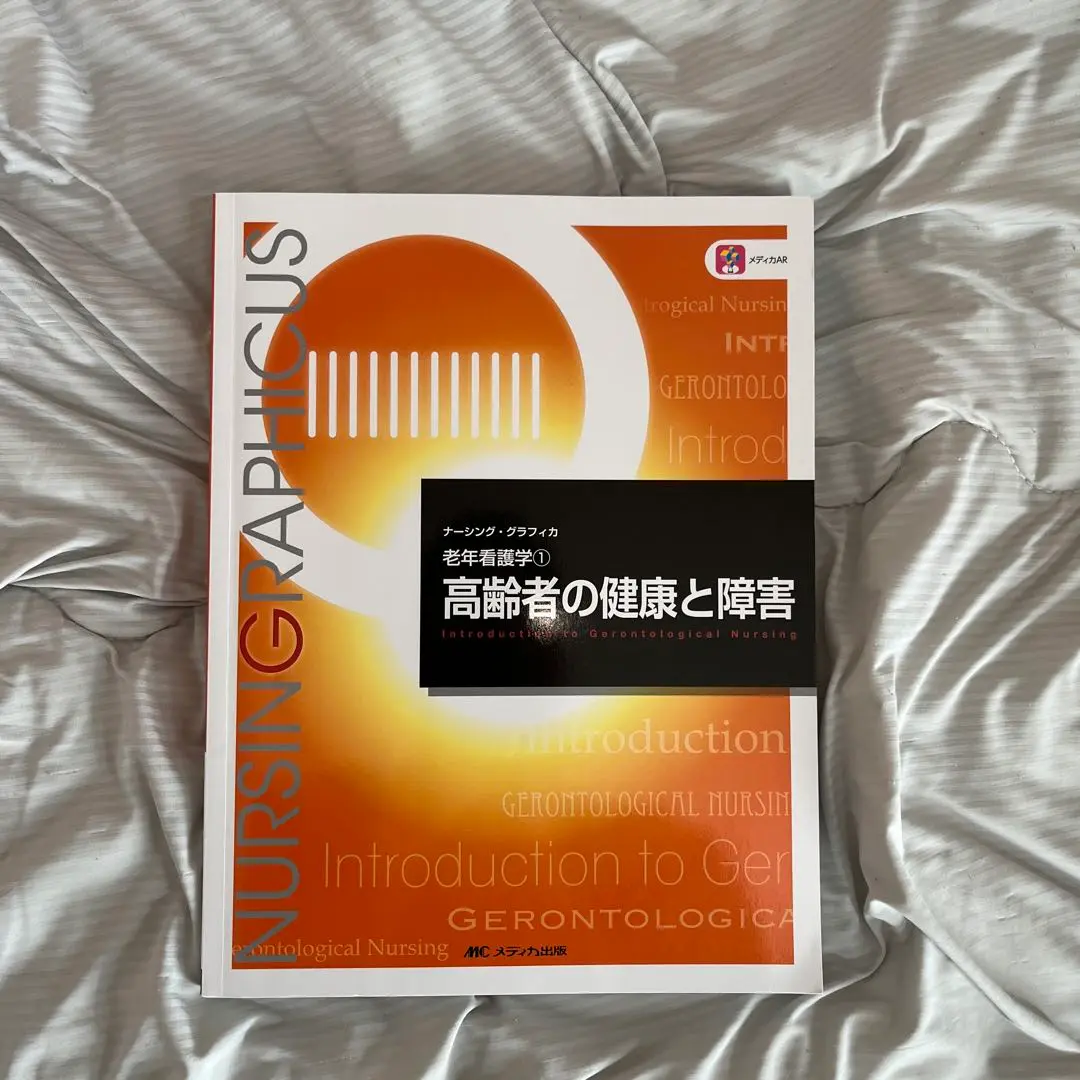 NURSINGRAPHICUS
メディカAR
trogical Nursin
INTR
GERONTOLO
Introd
ナーシング・グラフィカ
老年看護学①
高齢者の健康と障害
Introduction to Gerontological Nursing
Introduction
GERONTOLOGICAL NURSIN
Introduction to Ger
GERONTOLOGICA
erontological Nursing
MC メディカ出版